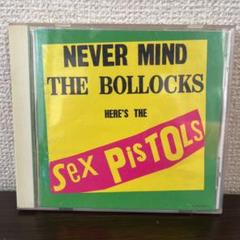 NEVER MIND
THE BOLLOCKS
HERE'S THE
Sex PiSTOLs